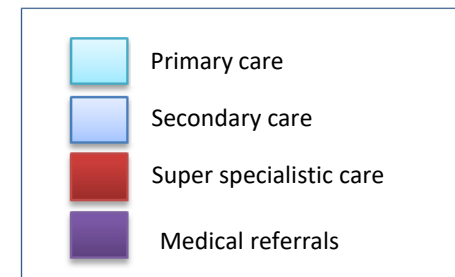 Primary care
Secondary care
Super specialistic care
Medical referrals